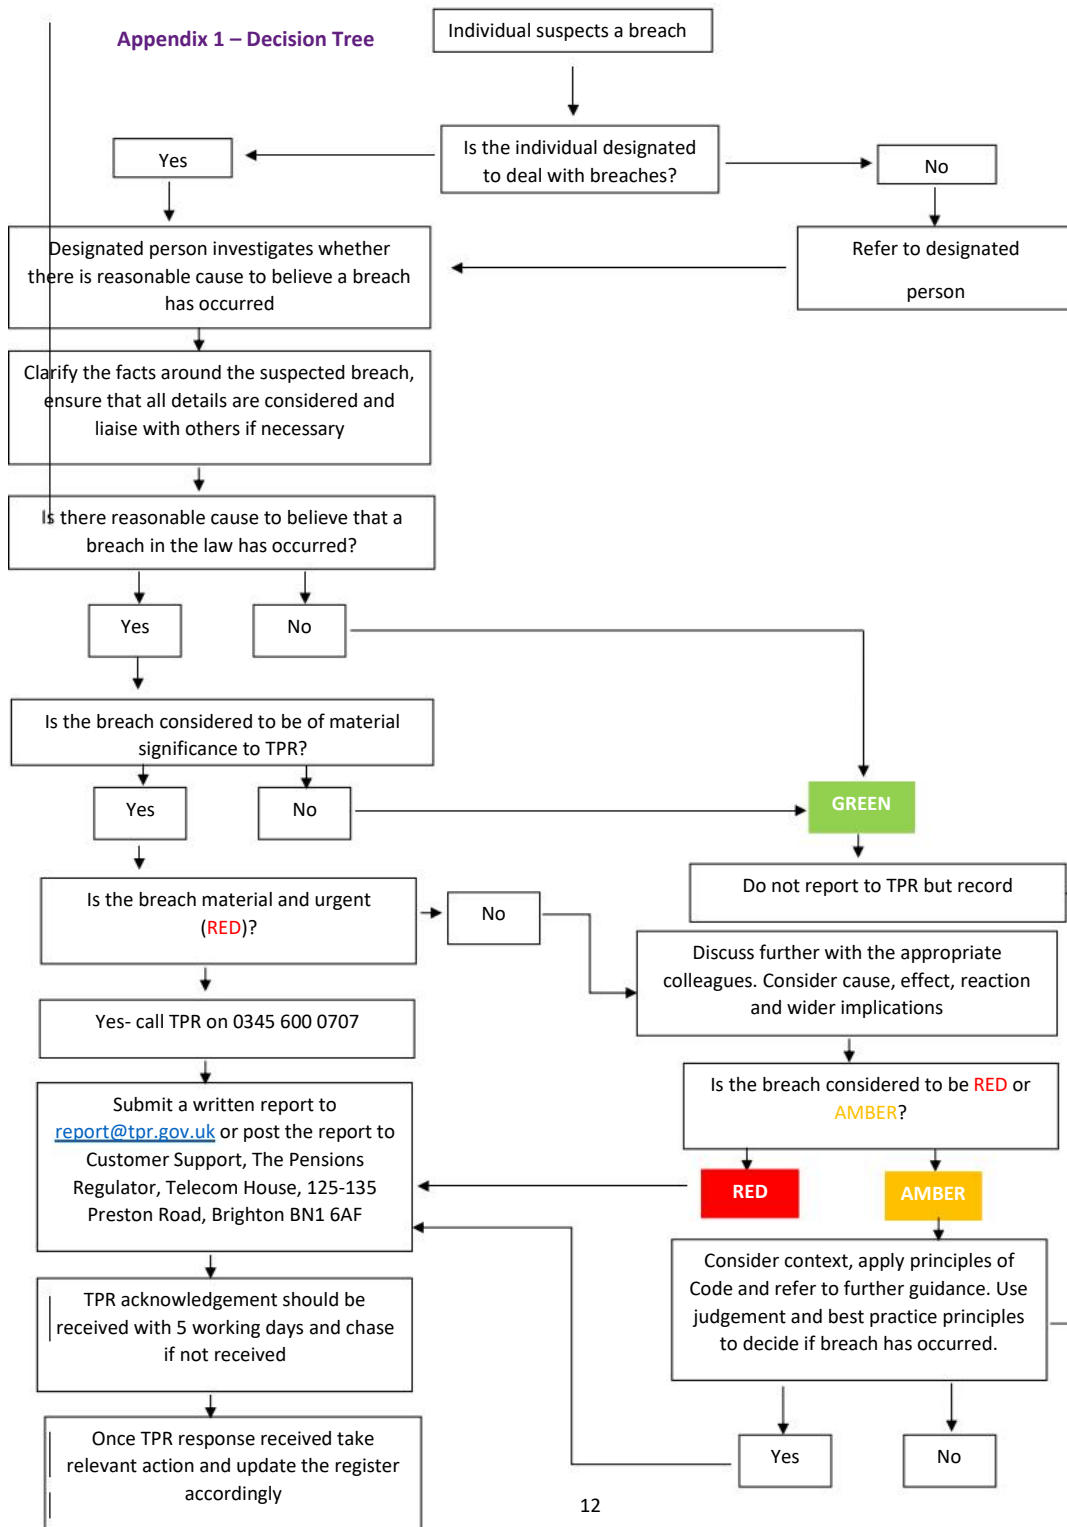 Appendix 1 – Decision Tree
Individual suspects a breach
Is the individual designated
to deal with breaches?
Yes
No
Designated person investigates whether
there is reasonable cause to believe a breach
has occurred
Refer to designated
person
Clarify the facts around the suspected breach,
ensure that all details are considered and
liaise with others if necessary
Is there reasonable cause to believe that a
breach in the law has occurred?
Yes
No
Is the breach considered to be of material
significance to TPR?
Yes
No
GREEN
Do not report to TPR but record
Is the breach material and urgent
(RED)?
No
Discuss further with the appropriate
colleagues. Consider cause, effect, reaction
and wider implications
Yes- call TPR on 0345 600 0707
Is the breach considered to be RED or
AMBER?
Submit a written report to
report@tpr.gov.uk or post the report to
Customer Support, The Pensions
Regulator, Telecom House, 125-135
Preston Road, Brighton BN1 6AF
RED
AMBER
Consider context, apply principles of
Code and refer to further guidance. Use
judgement and best practice principles
to decide if breach has occurred.
TPR acknowledgement should be
received with 5 working days and chase
if not received
Yes
No
Once TPR response received take
relevant action and update the register
accordingly
12